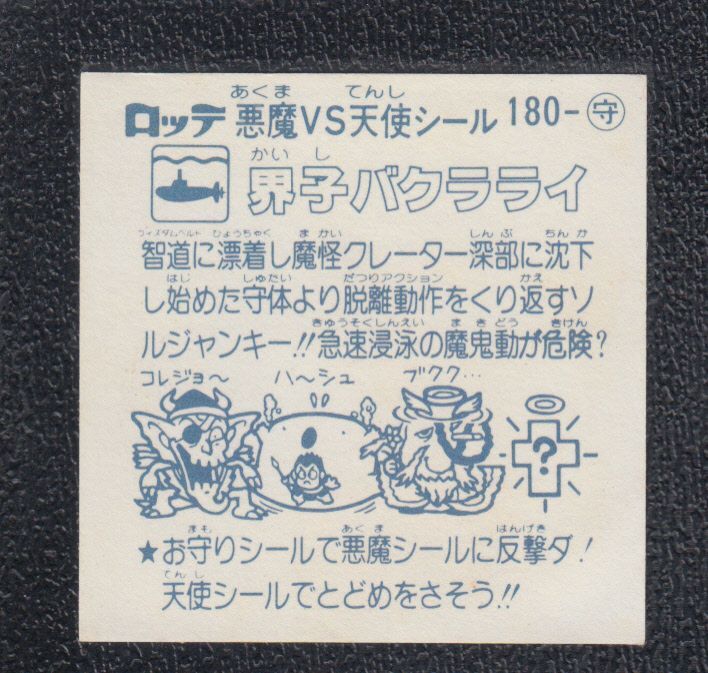 あくま てんし
ロッテ 悪魔VS天使シール 180-守
かい し
界子バクラライ
ウィズダムベルト ひょうちゃく まかい しんぶ ちんか
智道に漂着し魔怪クレーター深部に沈下
はじ しゅたい だつりアクション かえ
し始めた守体より脱離動作をくり返すソ
きゅうそくしんえい まきどう きけん
ルジャンキー!!急速浸泳の魔鬼動が危険?
コレジョ〜 ハ〜シュ ブクク…
?
まも あくま はんげき
★お守りシールで悪魔シールに反撃ダ!
てんし
天使シールでとどめをさそう!!